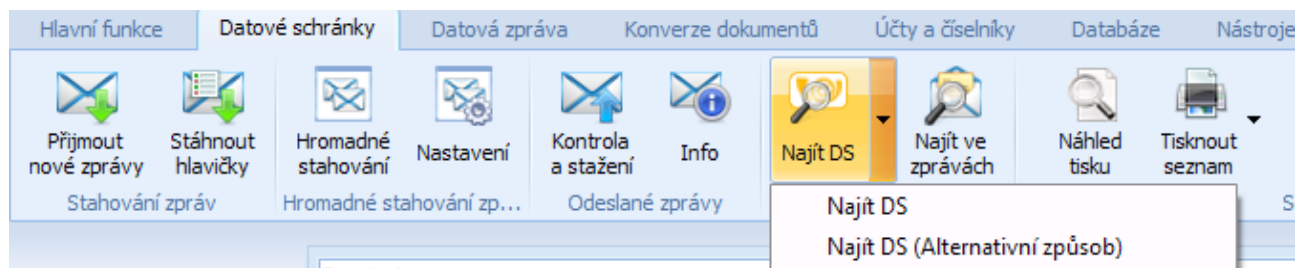 Hlavní funkce Datové schránky Datová zpráva Konverze dokumentů Účty a číselníky Databáze Nástroje
Přijmout nové zprávy
Stáhnout hlavičky
Hromadné stahování
Nastavení
Kontrola a stažení
Info
Najít DS
Najít ve zprávách
Náhled tisku
Tisknout seznam
Stahování zpráv Hromadné stahování zp... Odeslané zprávy
Najít DS
Najít DS (Alternativní způsob)